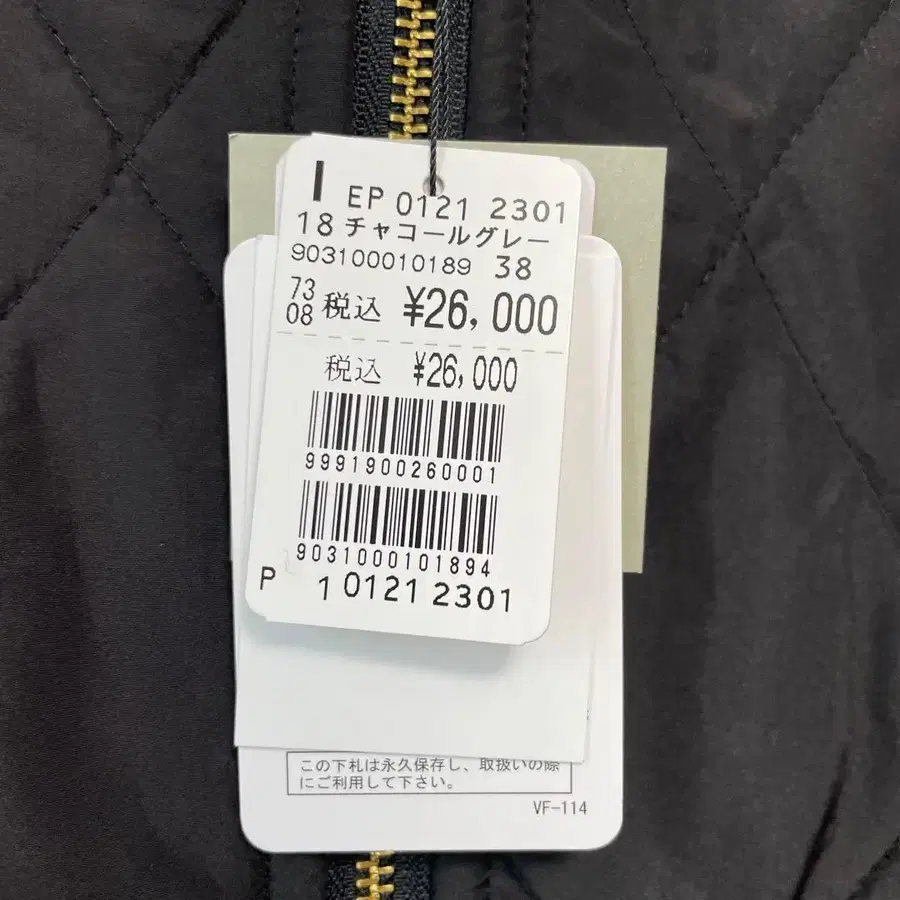 I EP 0121 2301
18 チャコールグレー
903100010189 38
73
08 税込 ¥26,000
税込 ¥26,000
9991900260001
9031000101894
P 1 0121 2301
この下札は永久保存し、取扱いの際
にご利用して下さい。
VF-114